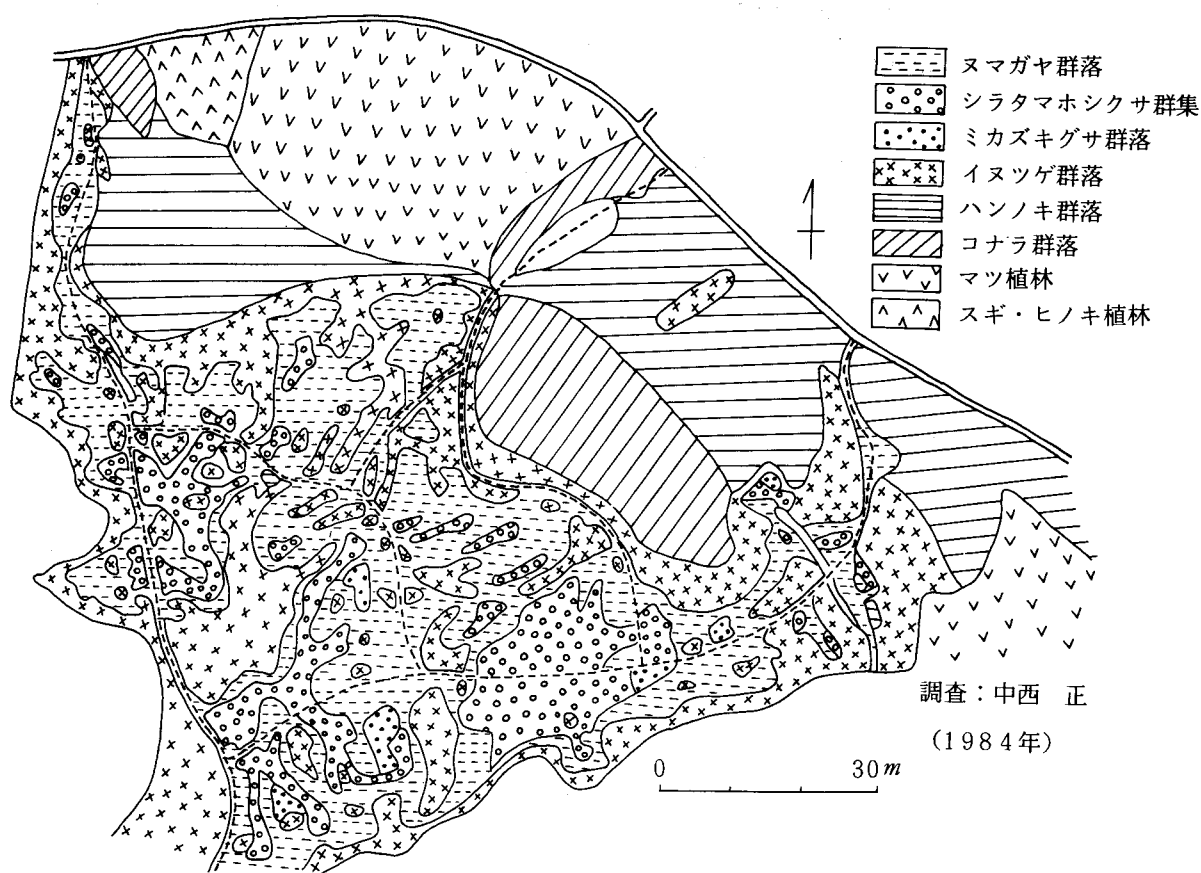 ヌマガヤ群落
シラタマホシクサ群集
ミカズキグサ群落
イヌツゲ群落
ハンノキ群落
コナラ群落
マツ植林
スギ・ヒノキ植林
調査：中西 正
(1984年)
0 30m